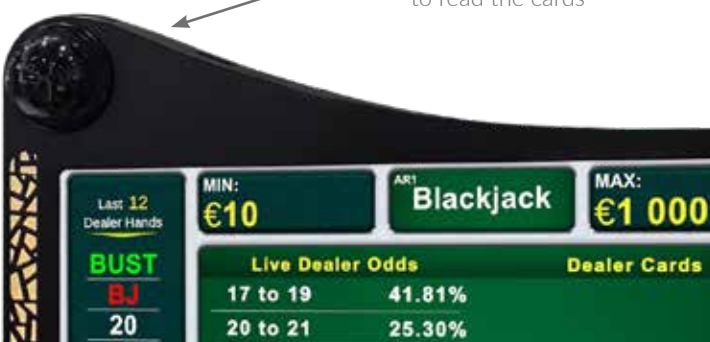 to read the cards
Last 12
Dealer Hands
MIN:
€10
AR1
Blackjack
MAX:
€1 000
BUST
BJ
20
Live Dealer Odds
Dealer Cards
17 to 19 41.81%
20 to 21 25.30%